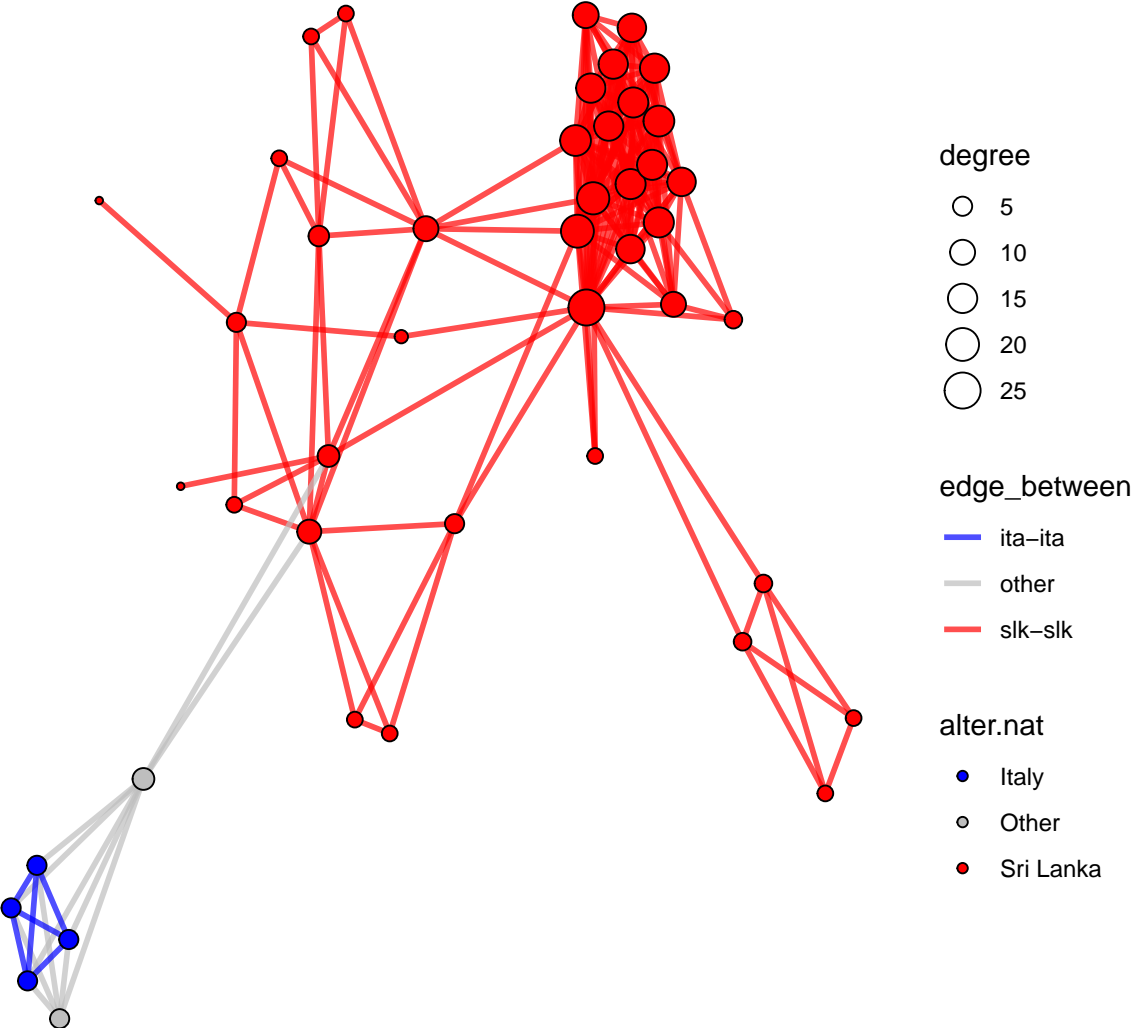 degree
5
10
15
20
25
edge_between
ita−ita
other
slk−slk
alter.nat
Italy
Other
Sri Lanka